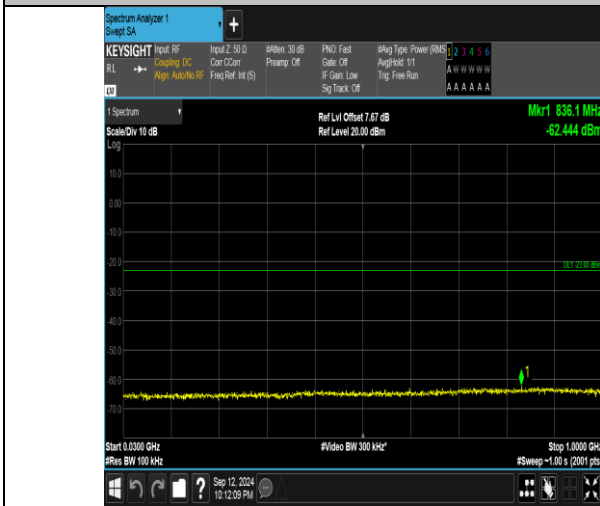 Spectrum Analyzer 1
Swept SA
+
KEYSIGHT Input: RF Input Z: 50 Ω #Atten: 30 dB PNO: Fast #Avg Type: Power (RMS 1 2 3 4 5 6
RL Coupling: DC Corr CCorr Preamp: Off Gate: Off Avg|Hold: 1/1 A W W W W W
Align: Auto/No RF Freq Ref: Int (S) IF Gain: Low Trig: Free Run
Sig Track: Off A A A A A A
1 Spectrum Ref Lvl Offset 7.67 dB Mkr1 836.1 MHz
Scale/Div 10 dB Ref Level 20.00 dBm -62.444 dBm
Log
10.0
0.00
-10.0
-20.0 DL1 -23.00 dBm
-30.0
-40.0
-50.0
-60.0 1
-70.0
Start 0.0300 GHz #Video BW 300 kHz* Stop 1.0000 GHz
#Res BW 100 kHz #Sweep ~1.00 s (2001 pts
? Sep 12, 2024
10:12:09 PM